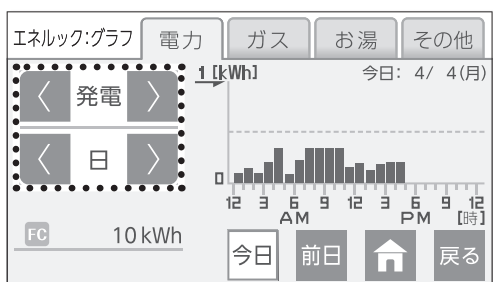 エネルック:グラフ 電力 ガス お湯 その他
1 [kWh] 今日: 4/ 4(月)
〈 発電 〉
〈 日 〉
0
12 3 6 9 12 3 6 9 12
AM PM [時]
FC 10 kWh
今日 前日 戻る